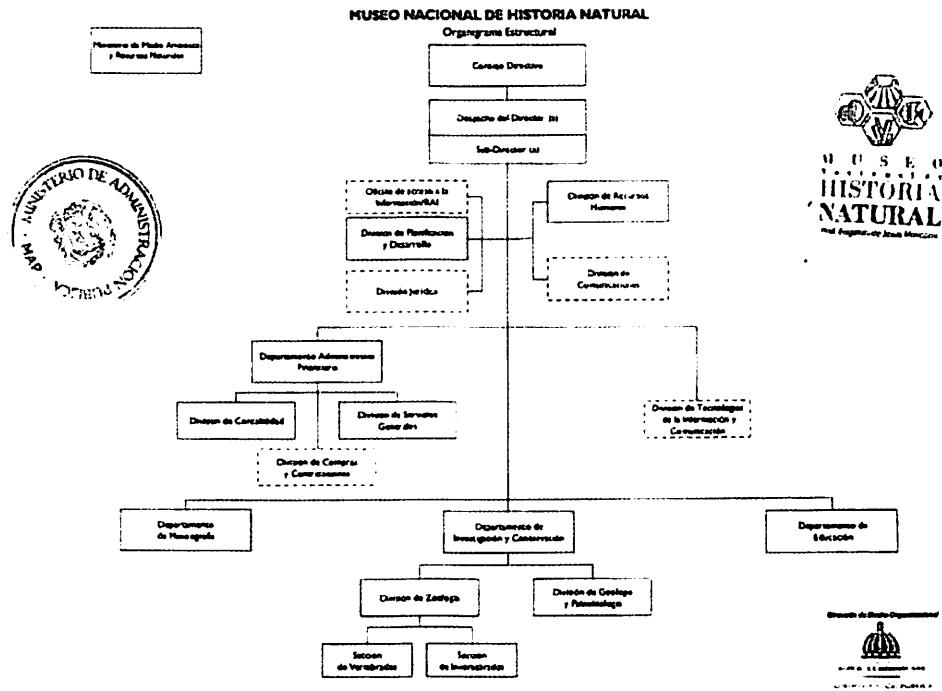 MUSEO NACIONAL DE HISTORIA NATURAL
Organigrama Estructural
Ministerio de Medio Ambiente
y Recursos Naturales
Consejo Directivo
Despacho del Director (a)
Sub-Director (a)
MINISTERIO DE ADMINISTRACION PUBLICA
MAP
MUSEO
HISTORIA
NATURAL
Oficina de acceso a la
Información/RAI
División de Recursos
Humanos
División de Planificación
y Desarrollo
División Jurídica
División de
Comunicaciones
Departamento Administrativo
Financiero
División de Contabilidad
División de Servicios
Generales
División de Tecnologías
de la Información y
Comunicación
División de Compras
y Contrataciones
Departamento
de Museografía
Departamento de
Investigación y Conservación
Departamento de
Educación
División de Zoología
División de Geología
y Paleontología
Sección
de Vertebrados
Sección
de Invertebrados